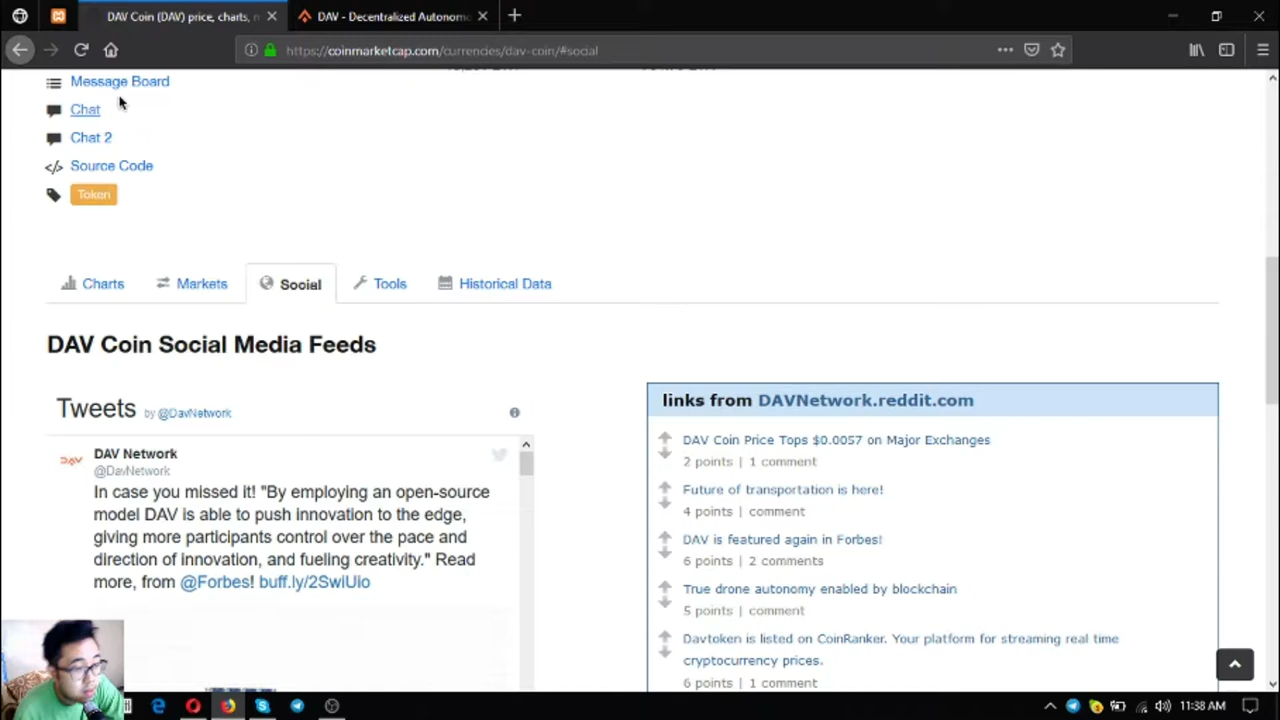 DAV Coin (DAV) price, charts, m
DAV - Decentralized Autonomo
https://coinmarketcap.com/currencies/dav-coin/#social
Message Board
Chat
Chat 2
Source Code
Token
Charts
Markets
Social
Tools
Historical Data
DAV Coin Social Media Feeds
Tweets by @DavNetwork
DAV Network
@DavNetwork
In case you missed it! "By employing an open-source
model DAV is able to push innovation to the edge,
giving more participants control over the pace and
direction of innovation, and fueling creativity." Read
more, from @Forbes! buff.ly/2SwlUlo
links from DAVNetwork.reddit.com
DAV Coin Price Tops $0.0057 on Major Exchanges
2 points | 1 comment
Future of transportation is here!
4 points | comment
DAV is featured again in Forbes!
6 points | 2 comments
True drone autonomy enabled by blockchain
5 points | comment
Davtoken is listed on CoinRanker. Your platform for streaming real time
cryptocurrency prices.
6 points | 1 comment
11:38 AM